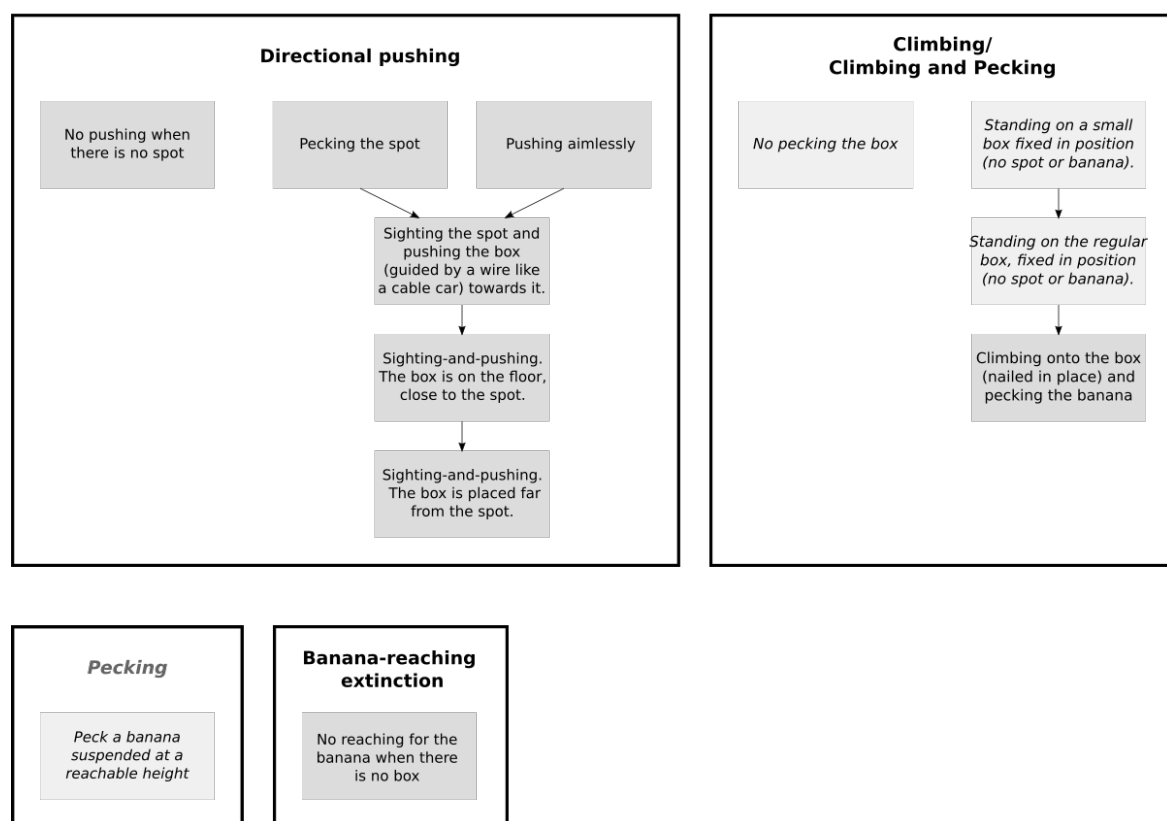 Directional pushing
No pushing when
there is no spot
Pecking the spot
Pushing aimlessly
Sighting the spot and
pushing the box
(guided by a wire like
a cable car) towards it.
Sighting-and-pushing.
The box is on the floor,
close to the spot.
Sighting-and-pushing.
The box is placed far
from the spot.
Climbing/
Climbing and Pecking
No pecking the box
Standing on a small
box fixed in position
(no spot or banana).
Standing on the regular
box, fixed in position
(no spot or banana).
Climbing onto the box
(nailed in place) and
pecking the banana
Pecking
Peck a banana
suspended at a
reachable height
Banana-reaching
extinction
No reaching for the
banana when there
is no box